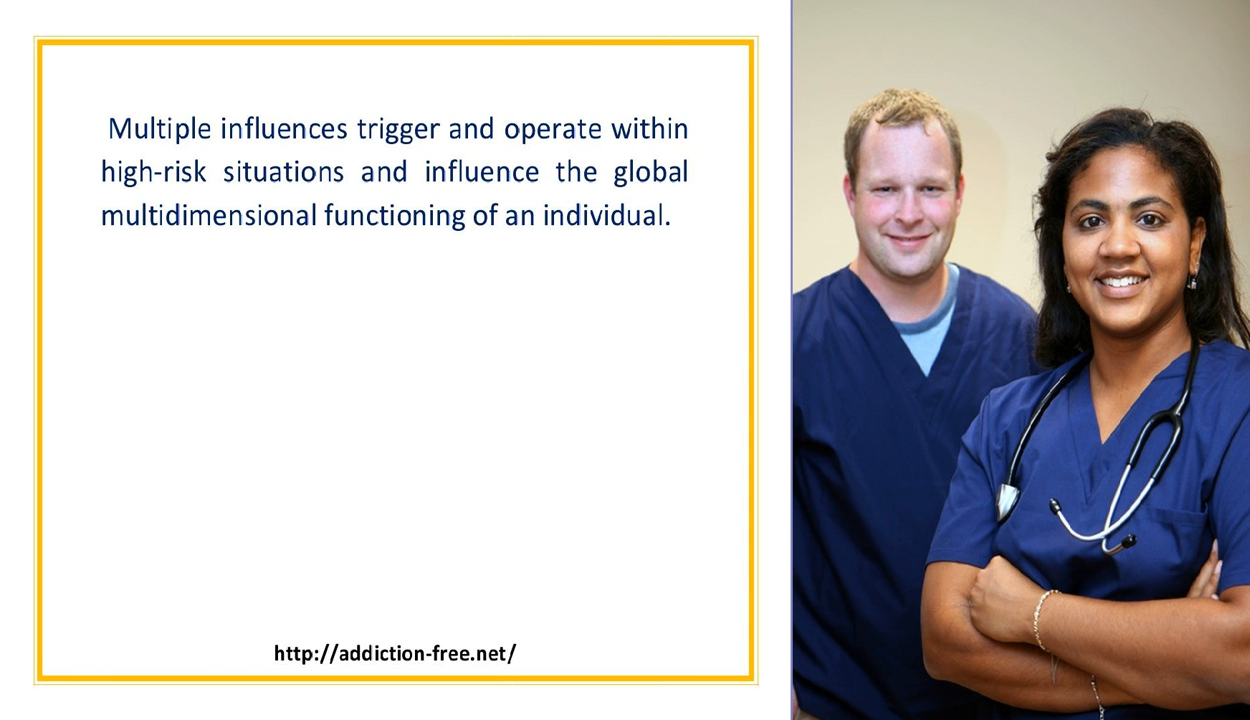 Multiple influences trigger and operate within
high-risk situations and influence the global
multidimensional functioning of an individual.
http://addiction-free.net/